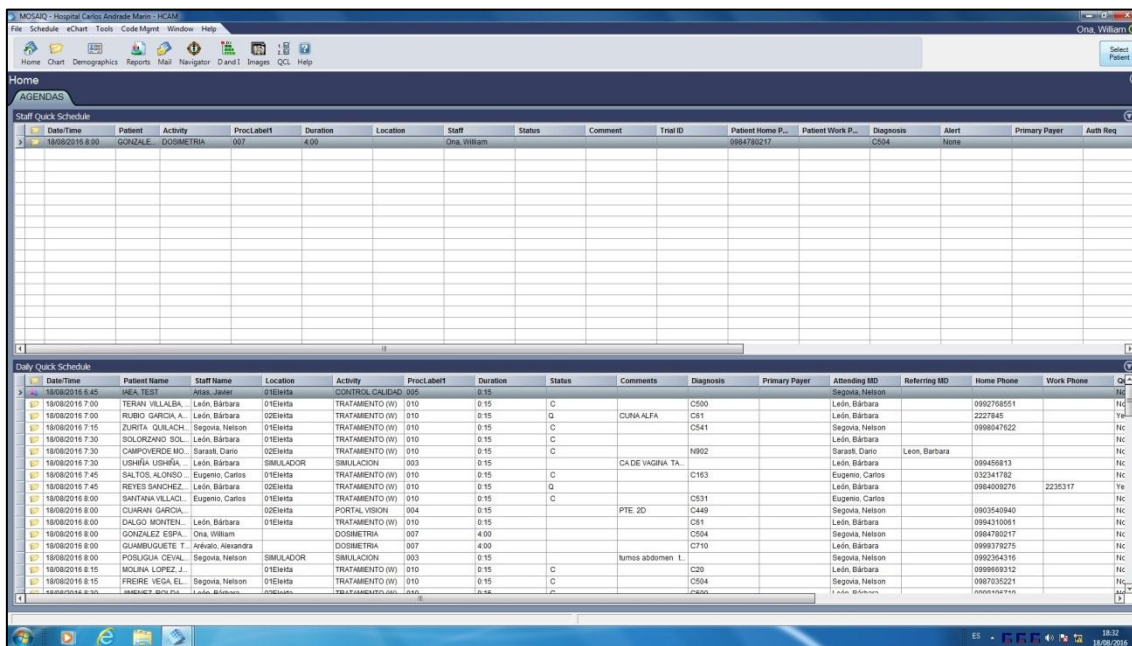 MOSAIQ - Hospital Carlos Andrade Marin - HCAM
File Schedule eChart Tools Code Mgmt Window Help
Ona, William
Home Chart Demographics Reports Mail Navigator D and I Images QCL Help
Select Patient
Home
AGENDAS
Staff Quick Schedule
Date/Time Patient Activity ProcLabel1 Duration Location Staff Status Comment Trial ID Patient Home P... Patient Work P... Diagnosis Alert Primary Payer Auth Req
18/08/2016 8:00 GONZALE... DOSIMETRIA 007 4:00 Ona, William 0984780217 C504 None
Daily Quick Schedule
Date/Time Patient Name Staff Name Location Activity ProcLabel1 Duration Status Comments Diagnosis Primary Payer Attending MD Referring MD Home Phone Work Phone
18/08/2016 6:45 IAEA, TEST Arias, Javier 01Elekta CONTROL CALIDAD 005 0:15 Segovia, Nelson
18/08/2016 7:00 TERAN VILLALBA, ... León, Bárbara 01Elekta TRATAMIENTO (W) 010 0:15 C C500 León, Bárbara 0992768551
18/08/2016 7:00 RUBIO GARCIA, A... León, Bárbara 02Elekta TRATAMIENTO (W) 010 0:15 Q CUNA ALFA C61 León, Bárbara 2227845 Ye
18/08/2016 7:15 ZURITA QUILACH... Segovia, Nelson 01Elekta TRATAMIENTO (W) 010 0:15 C C541 Segovia, Nelson 0998047622
18/08/2016 7:30 SOLORZANO SOL... León, Bárbara 01Elekta TRATAMIENTO (W) 010 0:15 C León, Bárbara
18/08/2016 7:30 CAMPOVERDE MO... Sarasti, Dario 02Elekta TRATAMIENTO (W) 010 0:15 C N902 Sarasti, Dario Leon, Barbara
18/08/2016 7:30 USHIÑA USHIÑA, ... León, Bárbara SIMULADOR SIMULACION 003 0:15 CA DE VAGINA TA... León, Bárbara 099456813
18/08/2016 7:45 SALTOS, ALONSO ... Eugenio, Carlos 01Elekta TRATAMIENTO (W) 010 0:15 C C163 Eugenio, Carlos 032341782
18/08/2016 7:45 REYES SANCHEZ, ... León, Bárbara 02Elekta TRATAMIENTO (W) 010 0:15 Q León, Bárbara 0984009276 2235317 Ye
18/08/2016 8:00 SANTANA VILLACI... Eugenio, Carlos 01Elekta TRATAMIENTO (W) 010 0:15 C C531 Eugenio, Carlos
18/08/2016 8:00 CUARAN GARCIA, ... 02Elekta PORTAL VISION 004 0:15 PTE. 2D C449 Segovia, Nelson 0903540940
18/08/2016 8:00 DALGO MONTEN... León, Bárbara 01Elekta TRATAMIENTO (W) 010 0:15 C61 León, Bárbara 0994310061
18/08/2016 8:00 GONZALEZ ESPA... Ona, William DOSIMETRIA 007 4:00 C504 Segovia, Nelson 0984780217
18/08/2016 8:00 GUAMBUGUETE T... Arévalo, Alexandra DOSIMETRIA 007 4:00 C710 León, Bárbara 0999379275
18/08/2016 8:00 POSLIGUA CEVAL... Segovia, Nelson SIMULADOR SIMULACION 003 0:15 tumos abdomen t... Segovia, Nelson 0992364316
18/08/2016 8:15 MOLINA LOPEZ, J... 01Elekta TRATAMIENTO (W) 010 0:15 C C20 León, Bárbara 0999669312
18/08/2016 8:15 FREIRE VEGA, EL... Segovia, Nelson 02Elekta TRATAMIENTO (W) 010 0:15 C C504 Segovia, Nelson 0987035221
ES 18:32
18/08/2016